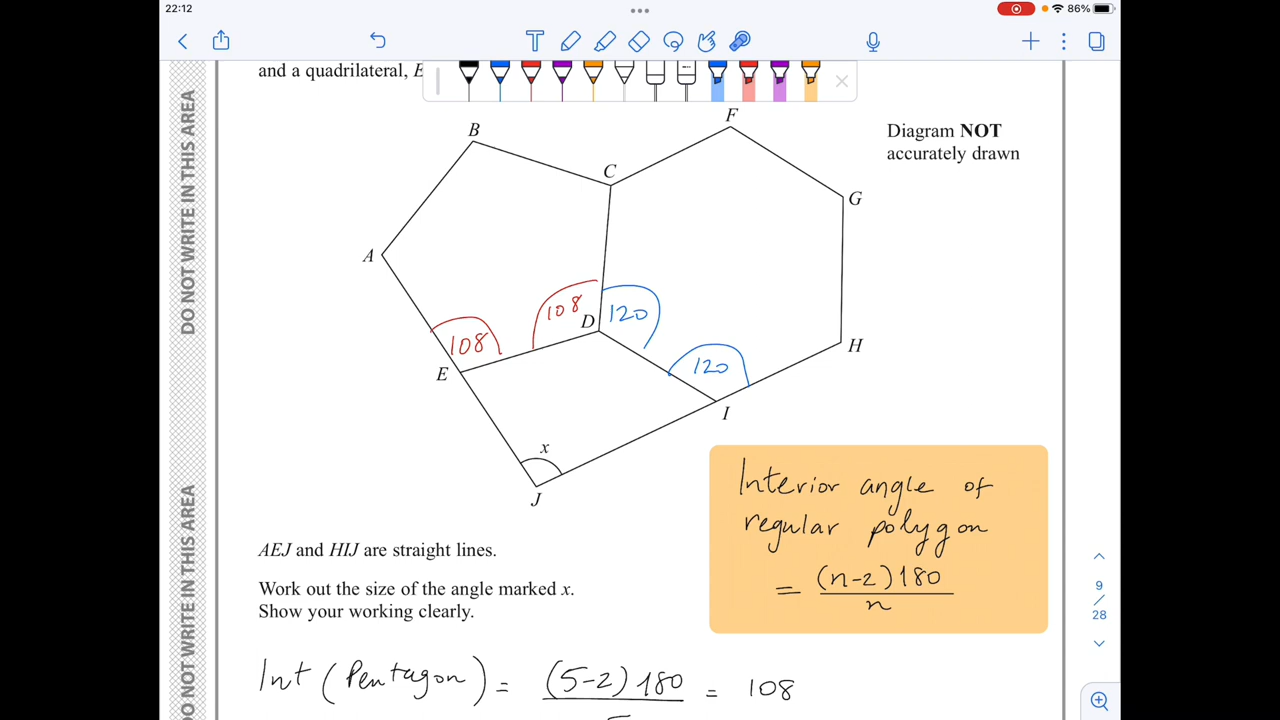 22:12
86%
and a quadrilateral, E
DO NOT WRITE IN THIS AREA
Diagram NOT
accurately drawn
B
F
C
G
A
108
D
120
108
120
H
E
I
x
J
Interior angle of
regular polygon
= (n-2)180
n
AEJ and HIJ are straight lines.
Work out the size of the angle marked x.
Show your working clearly.
DO NOT WRITE IN THIS AREA
9
/
28
Int (Pentagon) = (5-2)180 = 108